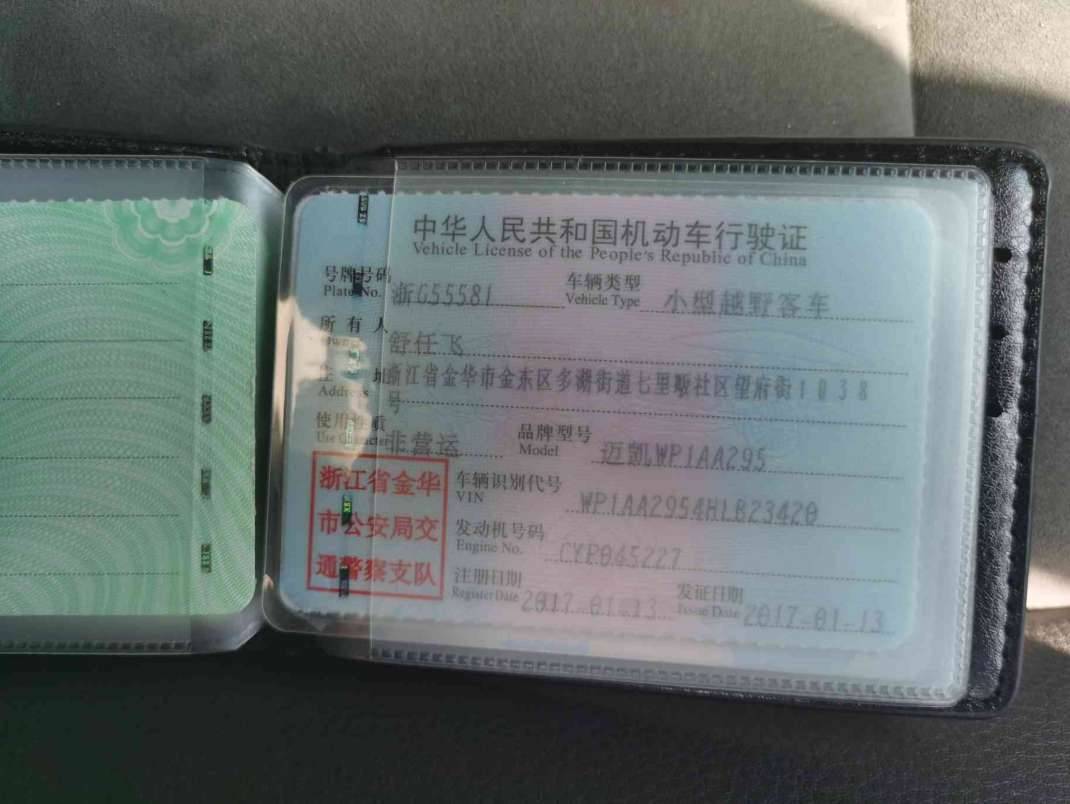 中华人民共和国机动车行驶证
Vehicle License of the People's Republic of China
号牌号码 浙G55581 车辆类型 小型越野客车
Plate No. Vehicle Type
所有人 舒任飞
Owner
住址 浙江省金华市金东区多湖街道七里畈社区望府街1038
Address 号
使用性质 非营运 品牌型号 迈凯WP1AA295
Use Character Model
浙江省金华 车辆识别代号 WP1AA2954HLB23420
VIN
市公安局交 发动机号码 CYP045227
Engine No.
通警察支队 注册日期 2017-01-13 发证日期 2017-01-13
Register Date Issue Date